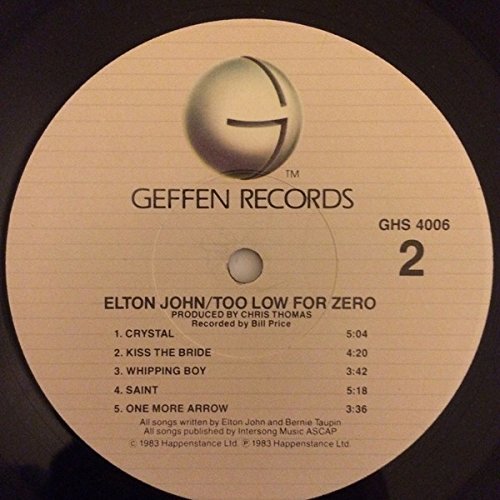 G
TM
GEFFEN RECORDS
GHS 4006
2
ELTON JOHN/TOO LOW FOR ZERO
PRODUCED BY CHRIS THOMAS
Recorded by Bill Price
1. CRYSTAL 5:04
2. KISS THE BRIDE 4:20
3. WHIPPING BOY 3:42
4. SAINT 5:18
5. ONE MORE ARROW 3:36
All songs written by Elton John and Bernie Taupin
All songs published by Intersong Music ASCAP
© 1983 Happenstance Ltd. ℗ 1983 Happenstance Ltd.